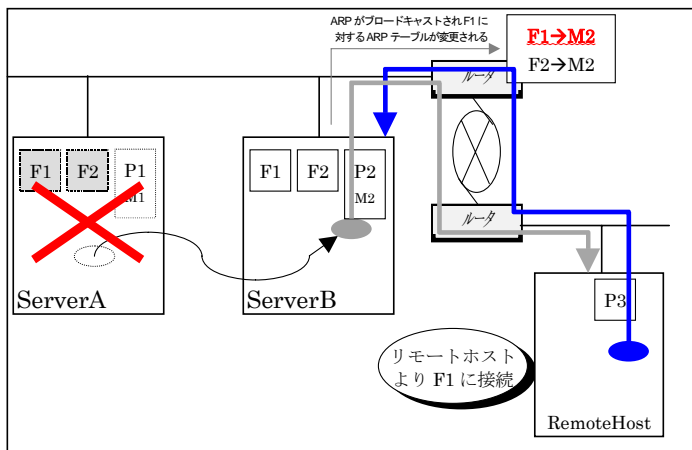 ARP がブロードキャストされ F1 に
対する ARP テーブルが変更される
F1→M2
F2→M2
ルータ
F1
F2
P1
M1
ServerA
F1
F2
P2
M2
ServerB
ルータ
P3
リモートホスト
より F1 に接続
RemoteHost